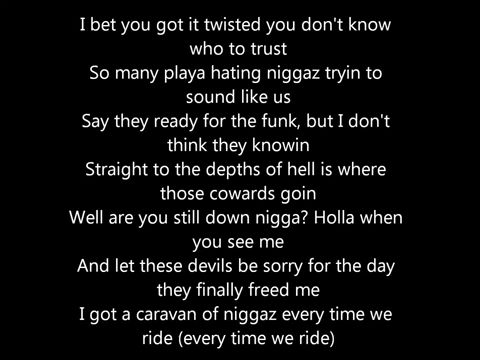 I bet you got it twisted you don't know
who to trust
So many playa hating niggaz tryin to
sound like us
Say they ready for the funk, but I don't
think they knowin
Straight to the depths of hell is where
those cowards goin
Well are you still down nigga? Holla when
you see me
And let these devils be sorry for the day
they finally freed me
I got a caravan of niggaz every time we
ride (every time we ride)